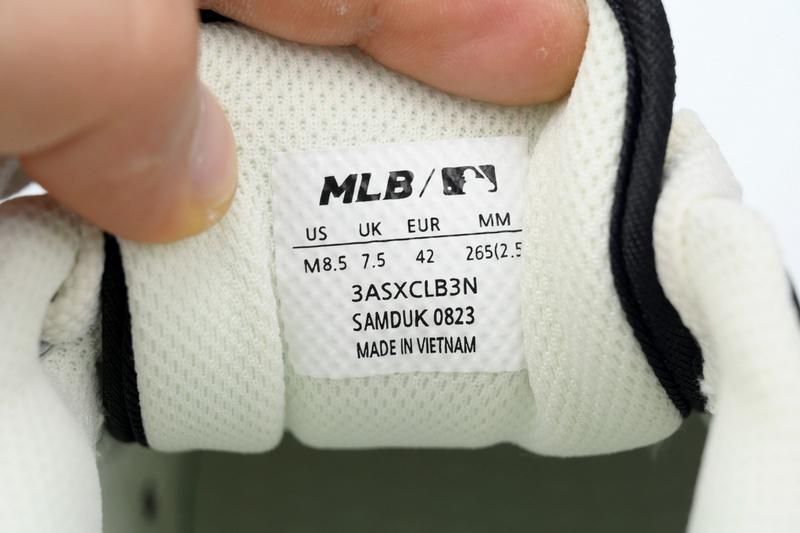 MLB/
US UK EUR MM
M8.5 7.5 42 265(2.5
3ASXCLB3N
SAMDUK 0823
MADE IN VIETNAM